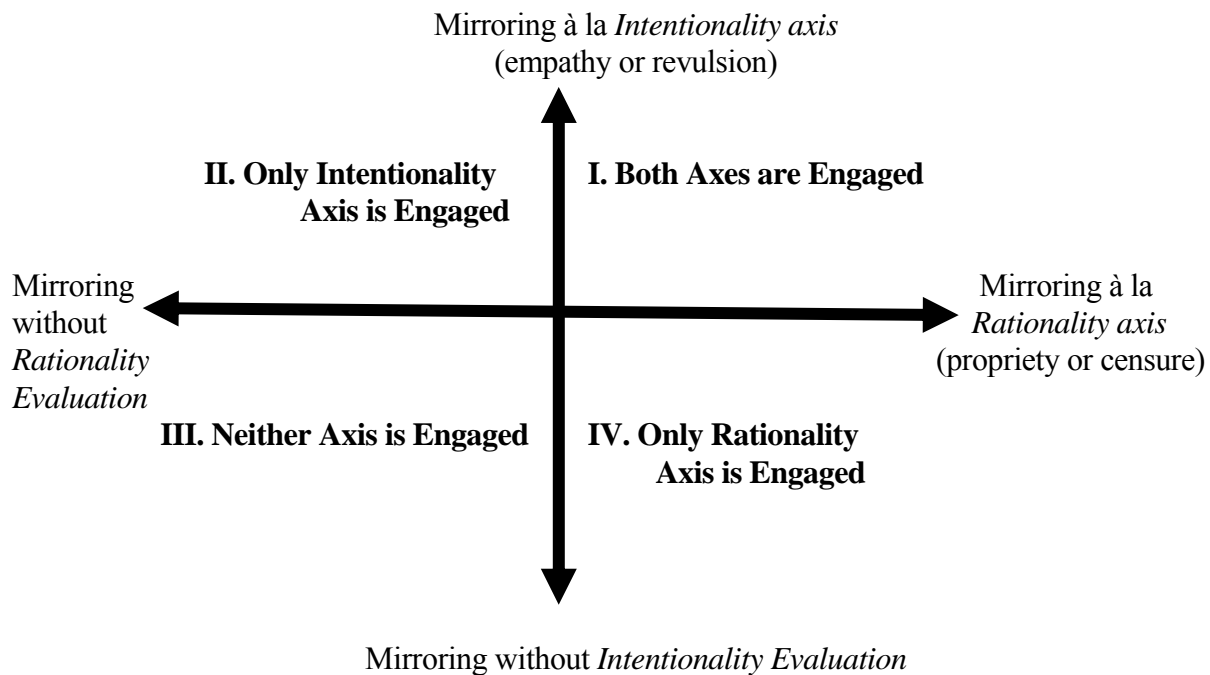 Mirroring à la Intentionality axis
(empathy or revulsion)
II. Only Intentionality
Axis is Engaged
I. Both Axes are Engaged
Mirroring
without
Rationality
Evaluation
Mirroring à la
Rationality axis
(propriety or censure)
III. Neither Axis is Engaged
IV. Only Rationality
Axis is Engaged
Mirroring without Intentionality Evaluation